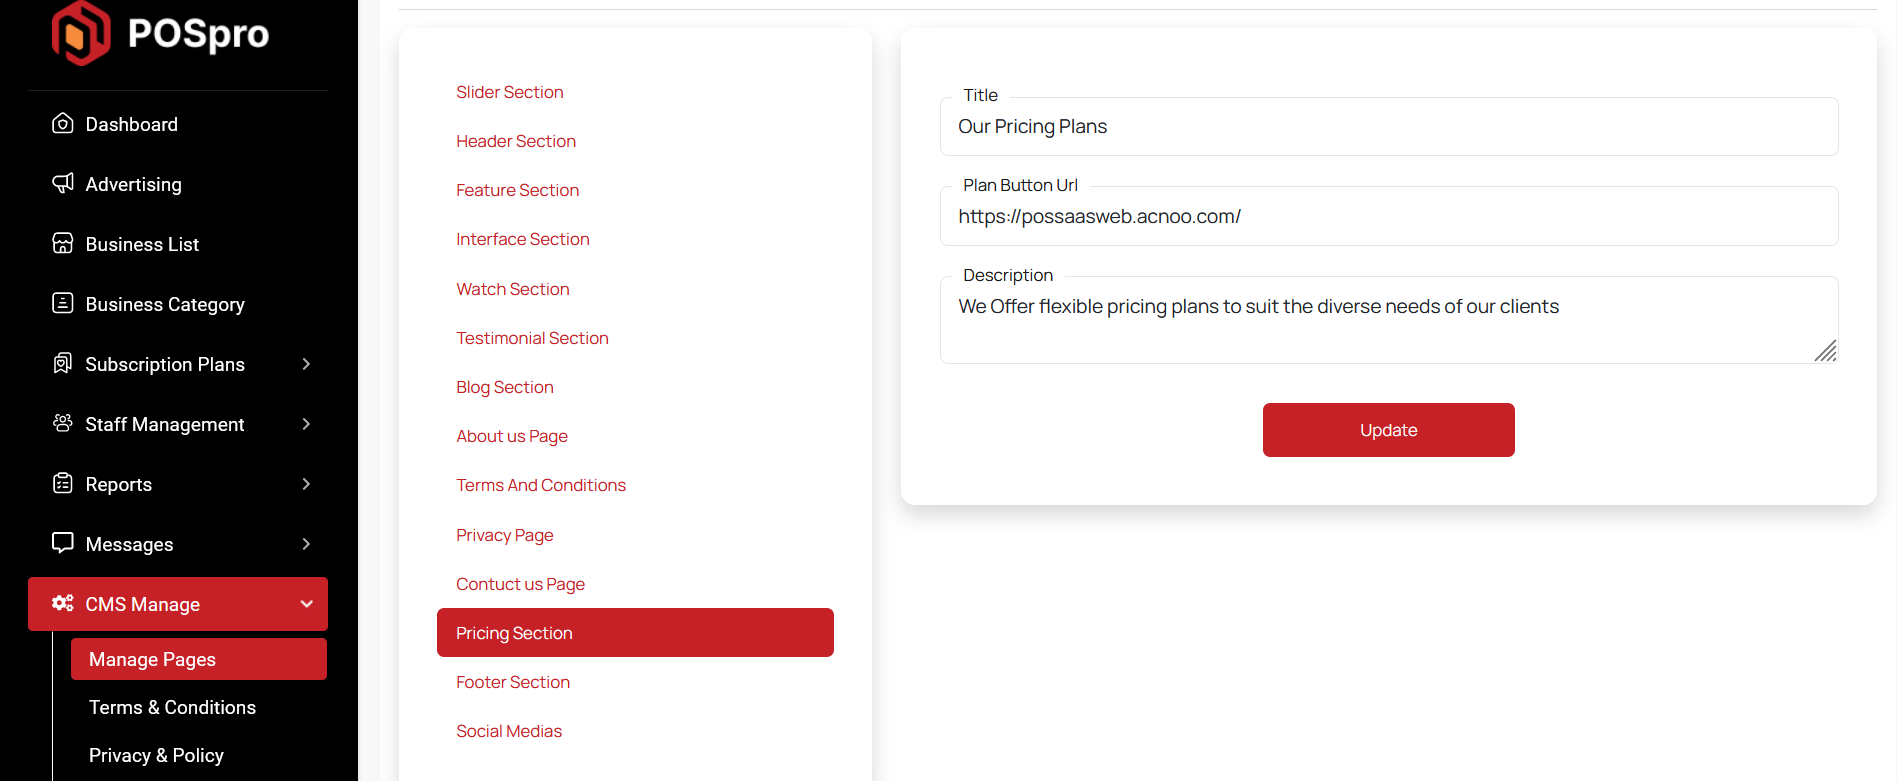 POSpro
Dashboard
Advertising
Business List
Business Category
Subscription Plans
Staff Management
Reports
Messages
CMS Manage
Manage Pages
Terms & Conditions
Privacy & Policy
Slider Section
Header Section
Feature Section
Interface Section
Watch Section
Testimonial Section
Blog Section
About us Page
Terms And Conditions
Privacy Page
Contuct us Page
Pricing Section
Footer Section
Social Medias
Title
Our Pricing Plans
Plan Button Url
https://possaasweb.acnoo.com/
Description
We Offer flexible pricing plans to suit the diverse needs of our clients
Update